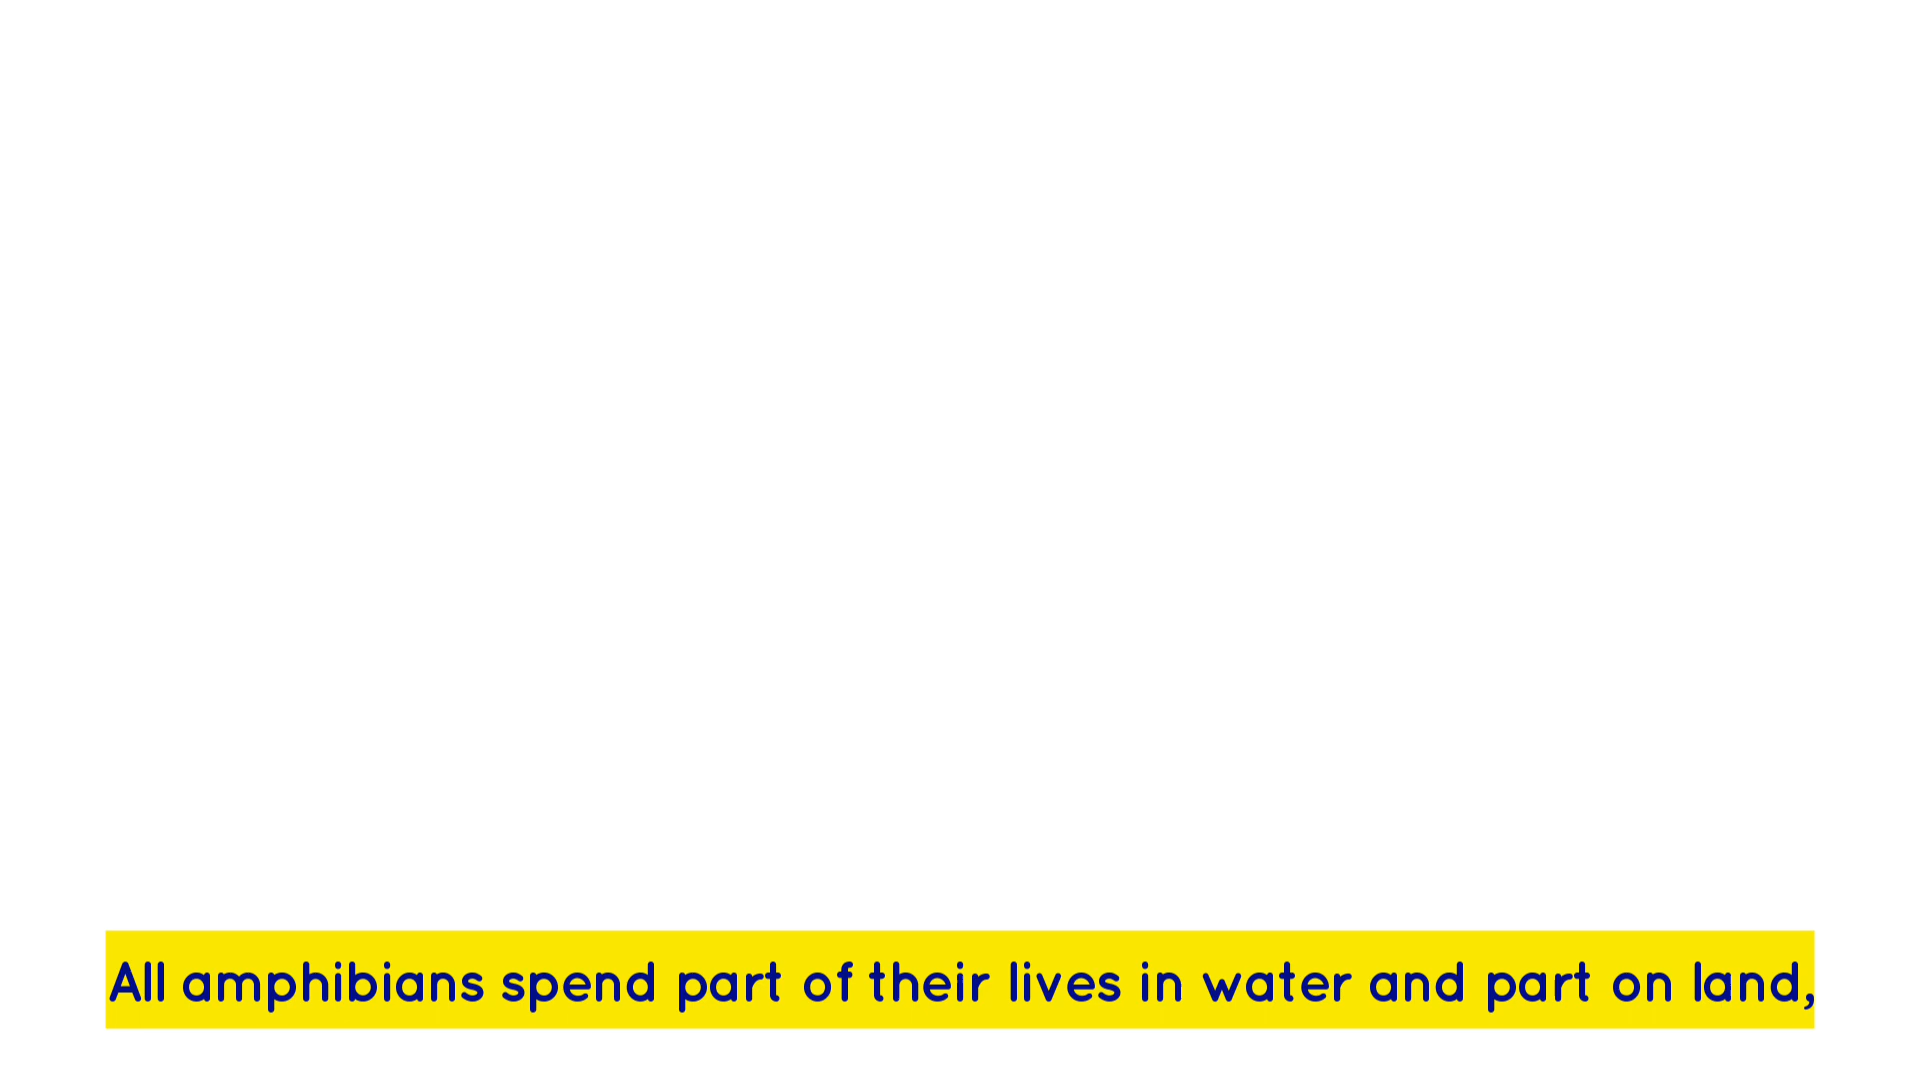 All amphibians spend part of their lives in water and part on land,